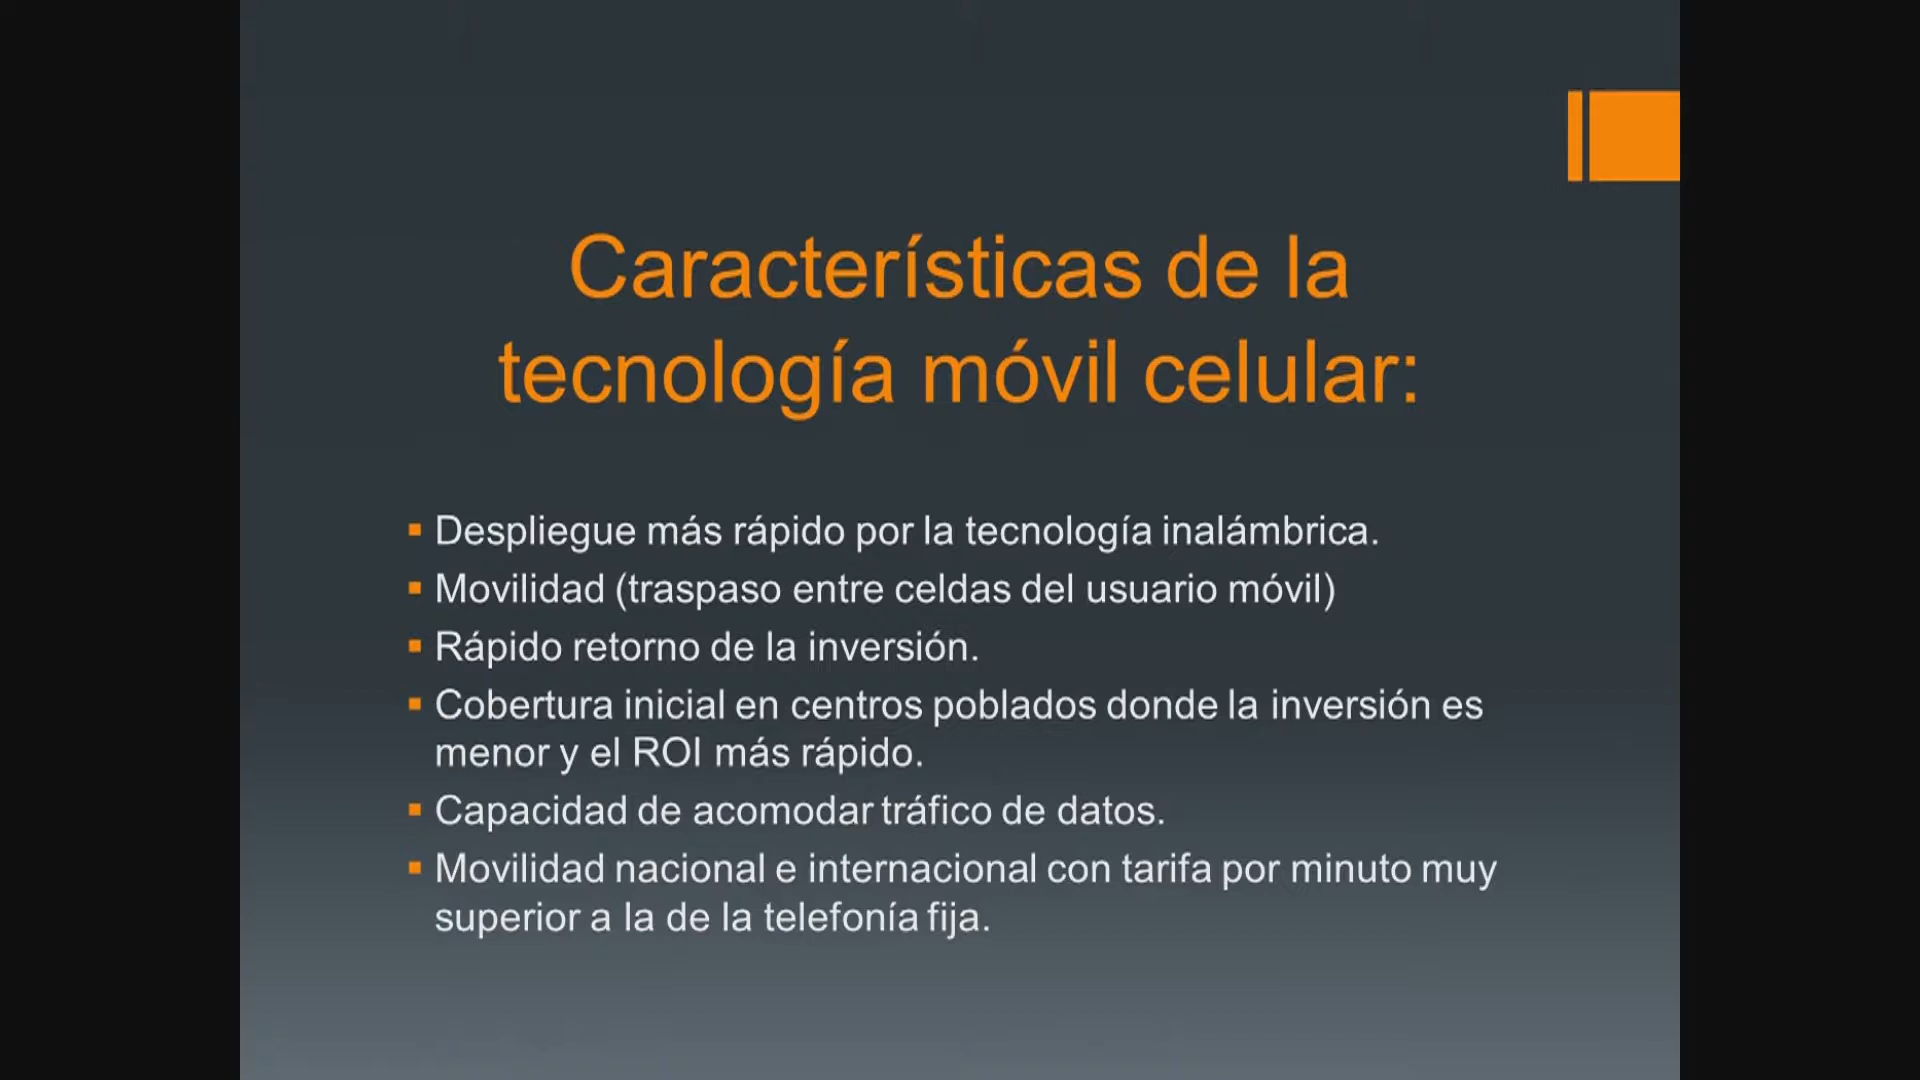 Características de la
tecnología móvil celular:
Despliegue más rápido por la tecnología inalámbrica.
Movilidad (traspaso entre celdas del usuario móvil)
Rápido retorno de la inversión.
Cobertura inicial en centros poblados donde la inversión es
menor y el ROI más rápido.
Capacidad de acomodar tráfico de datos.
Movilidad nacional e internacional con tarifa por minuto muy
superior a la de la telefonía fija.